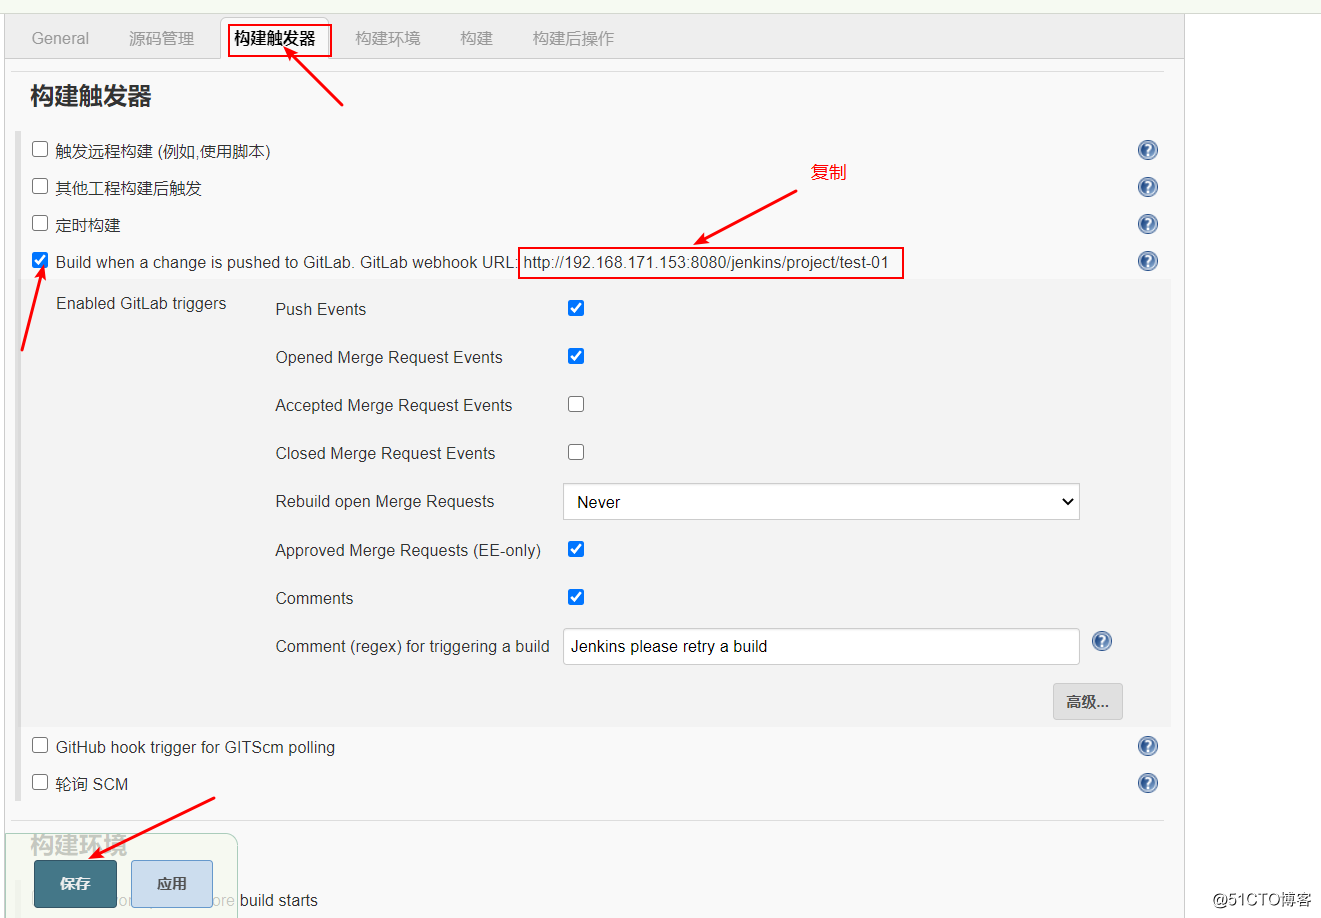 General 源码管理 构建触发器 构建环境 构建 构建后操作
构建触发器
触发远程构建 (例如,使用脚本)
复制
其他工程构建后触发
定时构建
Build when a change is pushed to GitLab. GitLab webhook URL: http://192.168.171.153:8080/jenkins/project/test-01
Enabled GitLab triggers
Push Events
Opened Merge Request Events
Accepted Merge Request Events
Closed Merge Request Events
Rebuild open Merge Requests Never
Approved Merge Requests (EE-only)
Comments
Comment (regex) for triggering a build Jenkins please retry a build
高级...
GitHub hook trigger for GITScm polling
轮询 SCM
构建环境
保存 应用
build starts
@51CTO博客